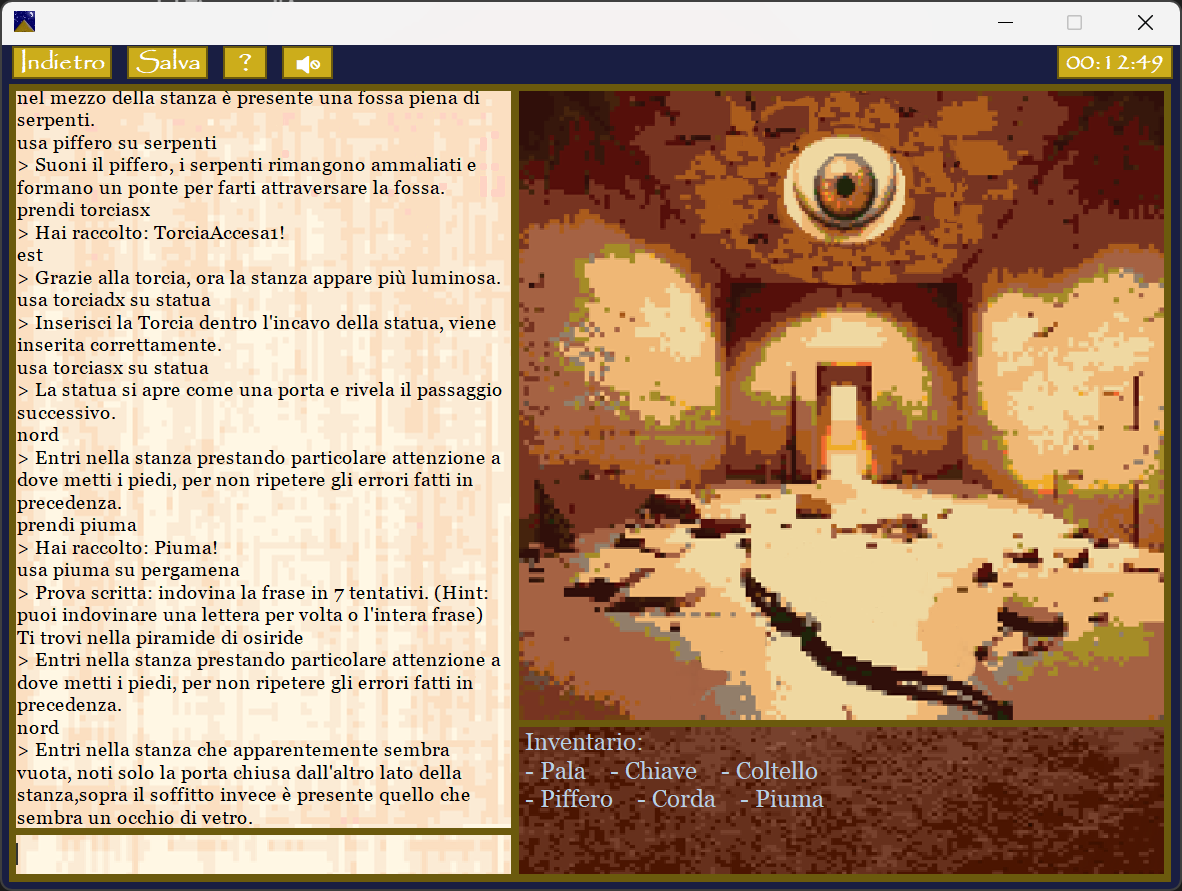 Indietro Salva ? 00:12:49
nel mezzo della stanza è presente una fossa piena di
serpenti.
usa piffero su serpenti
> Suoni il piffero, i serpenti rimangono ammaliati e
formano un ponte per farti attraversare la fossa.
prendi torciasx
> Hai raccolto: TorciaAccesa1!
est
> Grazie alla torcia, ora la stanza appare più luminosa.
usa torciadx su statua
> Inserisci la Torcia dentro l'incavo della statua, viene
inserita correttamente.
usa torciasx su statua
> La statua si apre come una porta e rivela il passaggio
successivo.
nord
> Entri nella stanza prestando particolare attenzione a
dove metti i piedi, per non ripetere gli errori fatti in
precedenza.
prendi piuma
> Hai raccolto: Piuma!
usa piuma su pergamena
> Prova scritta: indovina la frase in 7 tentativi. (Hint:
puoi indovinare una lettera per volta o l'intera frase)
Ti trovi nella piramide di osiride
> Entri nella stanza prestando particolare attenzione a
dove metti i piedi, per non ripetere gli errori fatti in
precedenza.
nord
> Entri nella stanza che apparentemente sembra
vuota, noti solo la porta chiusa dall'altro lato della
stanza,sopra il soffitto invece è presente quello che
sembra un occhio di vetro.
Inventario:
- Pala - Chiave - Coltello
- Piffero - Corda - Piuma